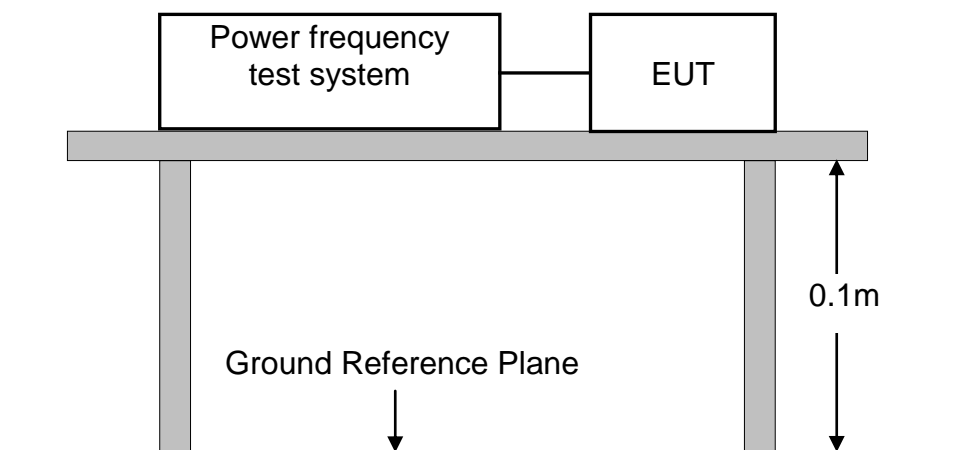 Power frequency
test system
EUT
0.1m
Ground Reference Plane